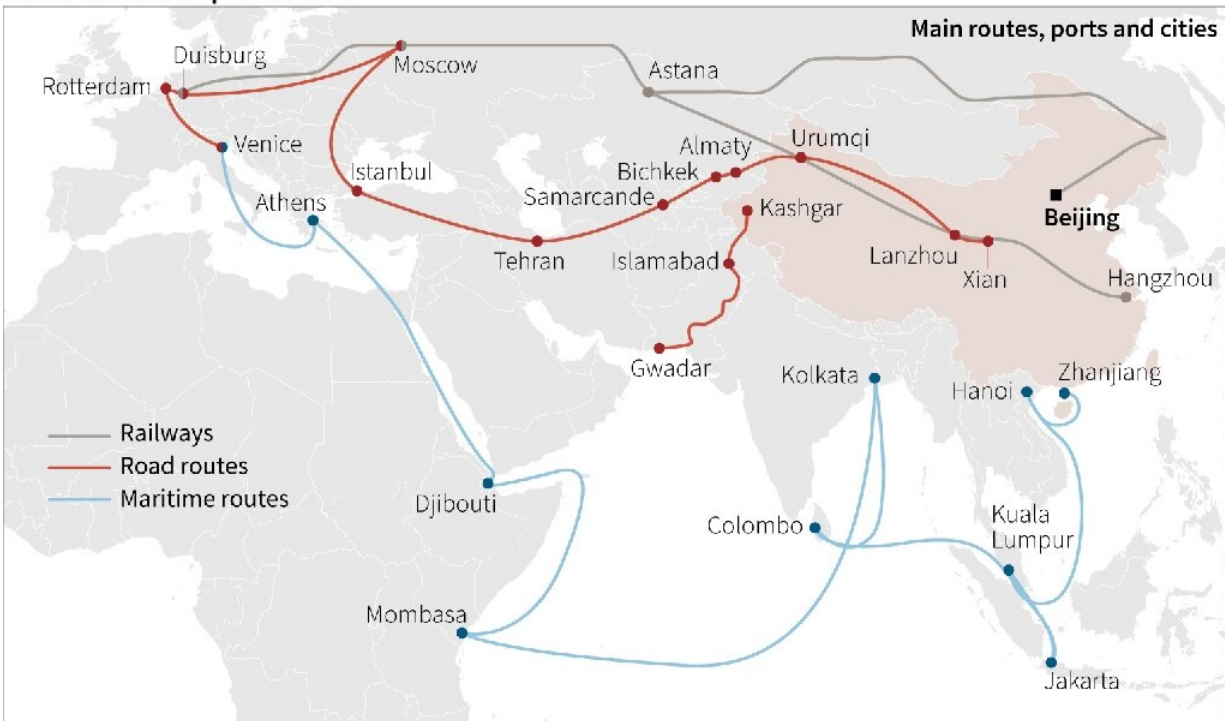 Main routes, ports and cities
Duisburg
Moscow
Rotterdam
Astana
Venice
Almaty
Urumqi
Istanbul
Bichkek
Samarcande
Athens
Kashgar
Beijing
Tehran
Islamabad
Lanzhou
Xian
Hangzhou
Gwadar
Kolkata
Hanoi
Zhanjiang
Railways
Road routes
Maritime routes
Djibouti
Colombo
Kuala
Lumpur
Mombasa
Jakarta